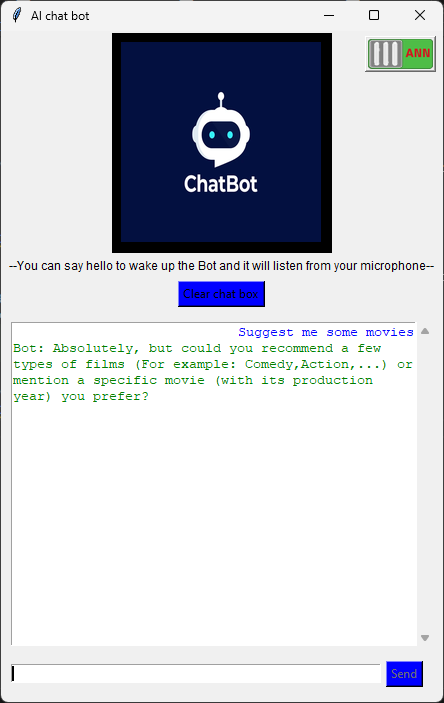 AI chat bot
ANN
ChatBot
--You can say hello to wake up the Bot and it will listen from your microphone--
Clear chat box
Suggest me some movies
Bot: Absolutely, but could you recommend a few
types of films (For example: Comedy,Action,...) or
mention a specific movie (with its production
year) you prefer?
Send